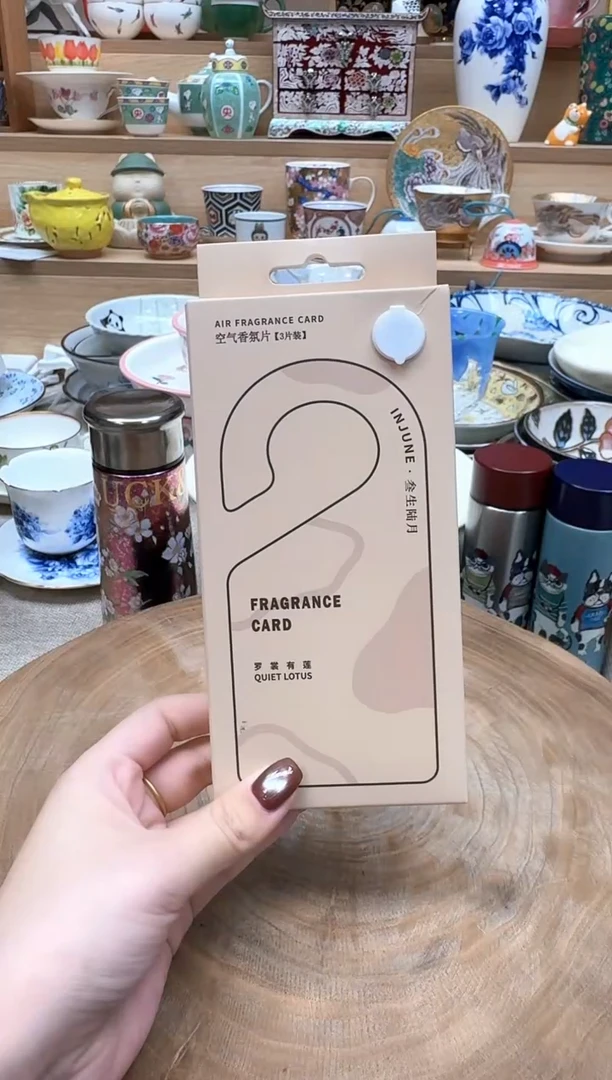 AIR FRAGRANCE CARD
空气香氛片【3片装】
INJUNE · 叁生陆月
FRAGRANCE
CARD
罗裳有莲
QUIET LOTUS